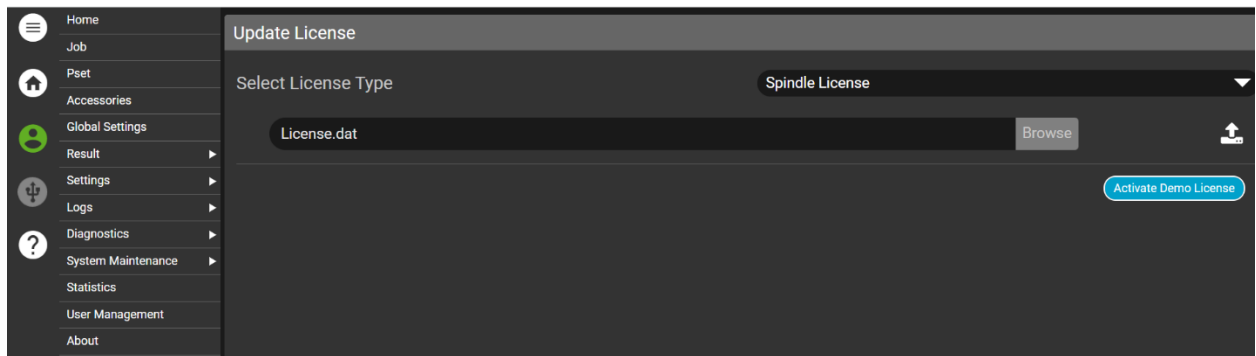 Home
Job
Pset
Accessories
Global Settings
Result
Settings
Logs
Diagnostics
System Maintenance
Statistics
User Management
About
Update License
Select License Type
Spindle License
License.dat
Browse
Activate Demo License
?